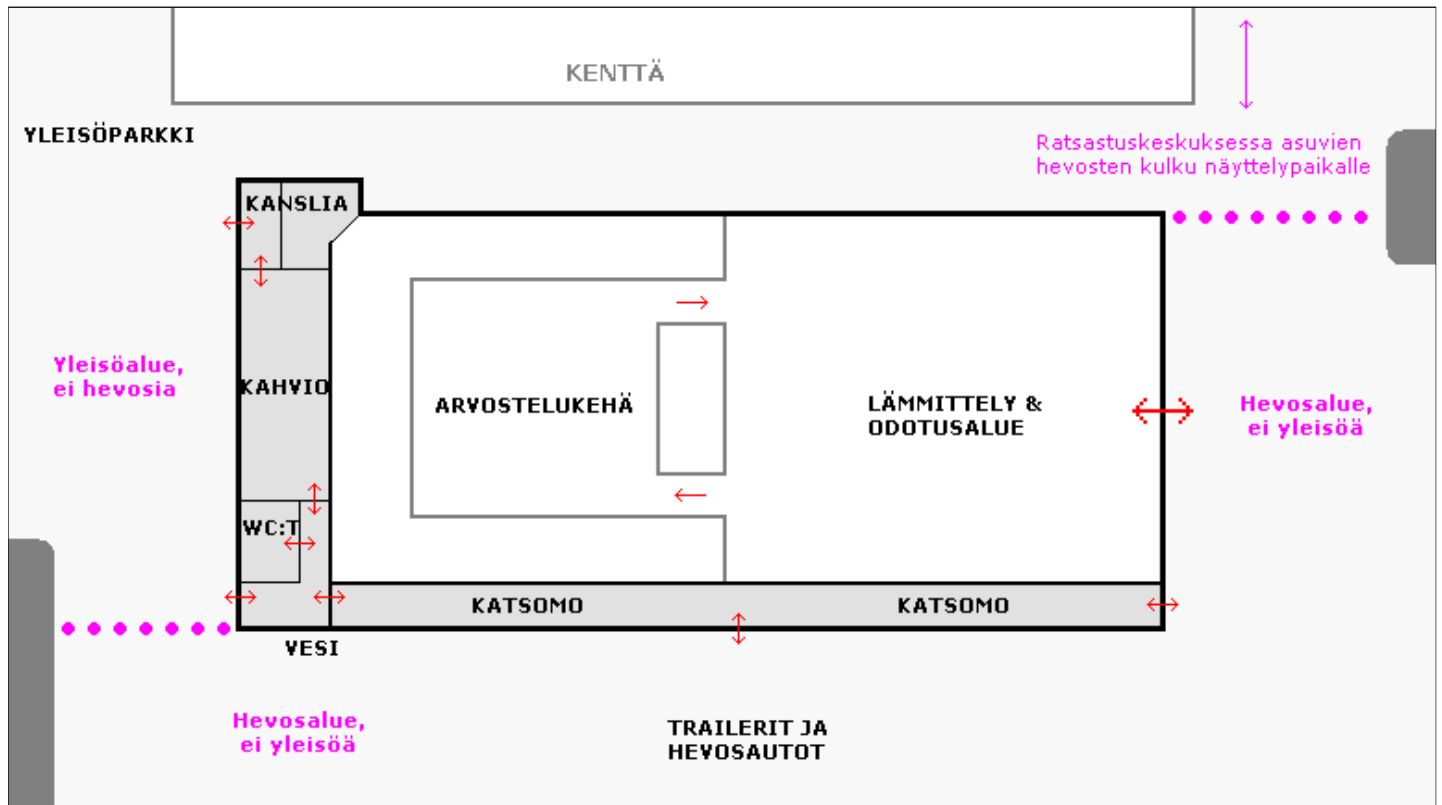 KENTTÄ
YLEISÖPARKKI
Ratsastuskeskuksessa asuvien
hevosten kulku näyttelypaikalle
KANSLIA
Yleisöalue,
ei hevosia
KAHVIO
ARVOSTELUKEHÄ
LÄMMITTELY &
ODOTUSALUE
Hevosalue,
ei yleisöä
WC:T
KATSOMO
KATSOMO
VESI
Hevosalue,
ei yleisöä
TRAILERIT JA
HEVOSAUTOT